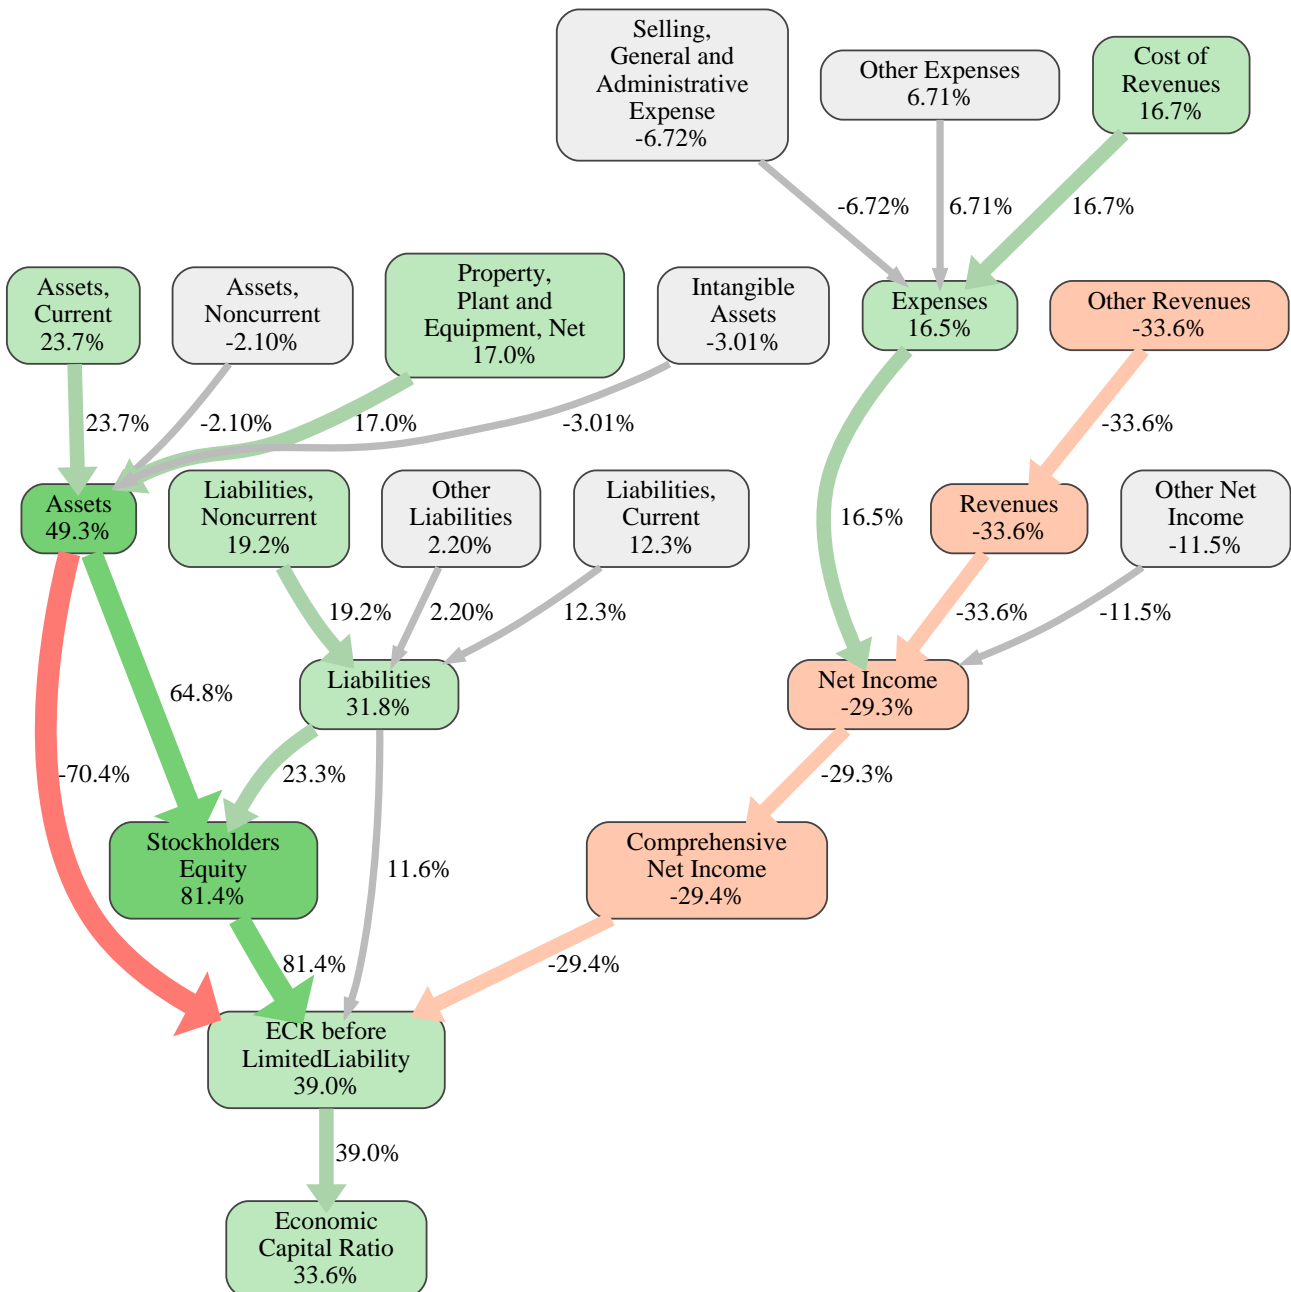 Selling,
General and
Administrative
Expense
-6.72%
Other Expenses
6.71%
Cost of
Revenues
16.7%
-6.72%
6.71%
16.7%
Assets,
Current
23.7%
Assets,
Noncurrent
-2.10%
Property,
Plant and
Equipment, Net
17.0%
Intangible
Assets
-3.01%
Expenses
16.5%
Other Revenues
-33.6%
23.7%
-2.10%
17.0%
-3.01%
-33.6%
Assets
49.3%
Liabilities,
Noncurrent
19.2%
Other
Liabilities
2.20%
Liabilities,
Current
12.3%
16.5%
Revenues
-33.6%
Other Net
Income
-11.5%
19.2%
2.20%
12.3%
-33.6%
-11.5%
64.8%
Liabilities
31.8%
Net Income
-29.3%
-70.4%
23.3%
-29.3%
Stockholders
Equity
81.4%
11.6%
Comprehensive
Net Income
-29.4%
81.4%
-29.4%
ECR before
LimitedLiability
39.0%
39.0%
Economic
Capital Ratio
33.6%